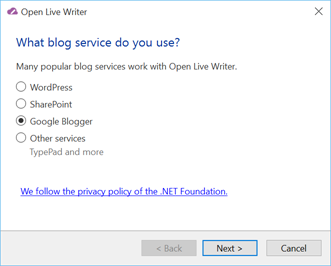 Open Live Writer
What blog service do you use?
Many popular blog services work with Open Live Writer.
WordPress
SharePoint
Google Blogger
Other services
TypePad and more
We follow the privacy policy of the .NET Foundation.
< Back Next > Cancel